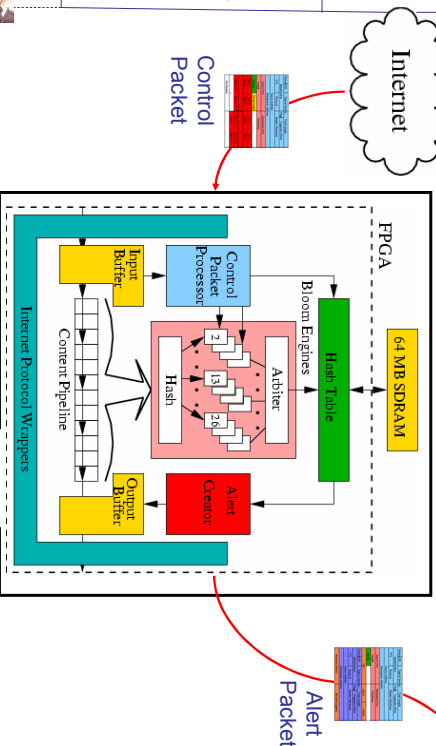 Internet
Control
Packet
FPGA
64 MB SDRAM
Hash Table
Control
Packet
Processor
Bloom Engines
Arbiter
2
13
26
Hash
Input
Buffer
Content Pipeline
Alert
Creator
Output
Buffer
Internet Protocol Wrappers
Alert
Packet